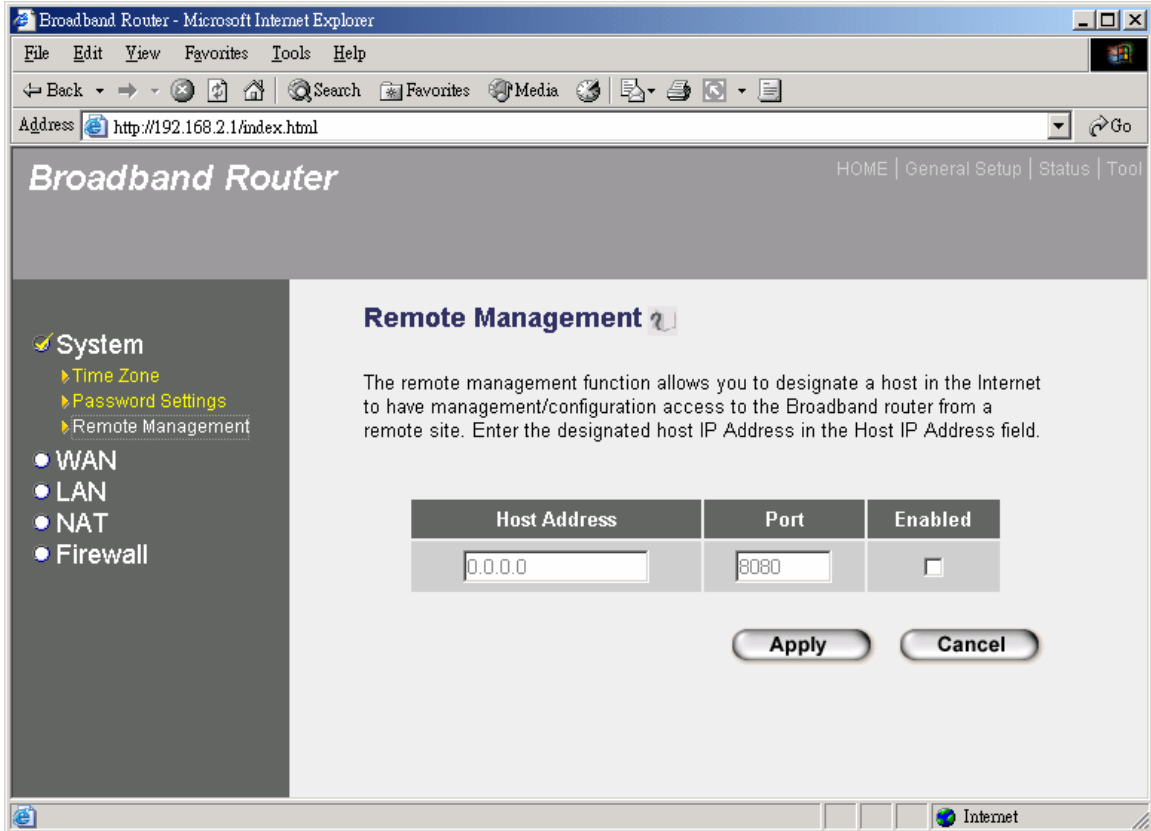 Broadband Router - Microsoft Internet Explorer
File Edit View Favorites Tools Help
Back Search Favorites Media
Address http://192.168.2.1/index.html Go
Broadband Router
HOME | General Setup | Status | Tool
System
Time Zone
Password Settings
Remote Management
WAN
LAN
NAT
Firewall
Remote Management
The remote management function allows you to designate a host in the Internet
to have management/configuration access to the Broadband router from a
remote site. Enter the designated host IP Address in the Host IP Address field.
Host Address Port Enabled
0.0.0.0 8080
Apply Cancel
Internet